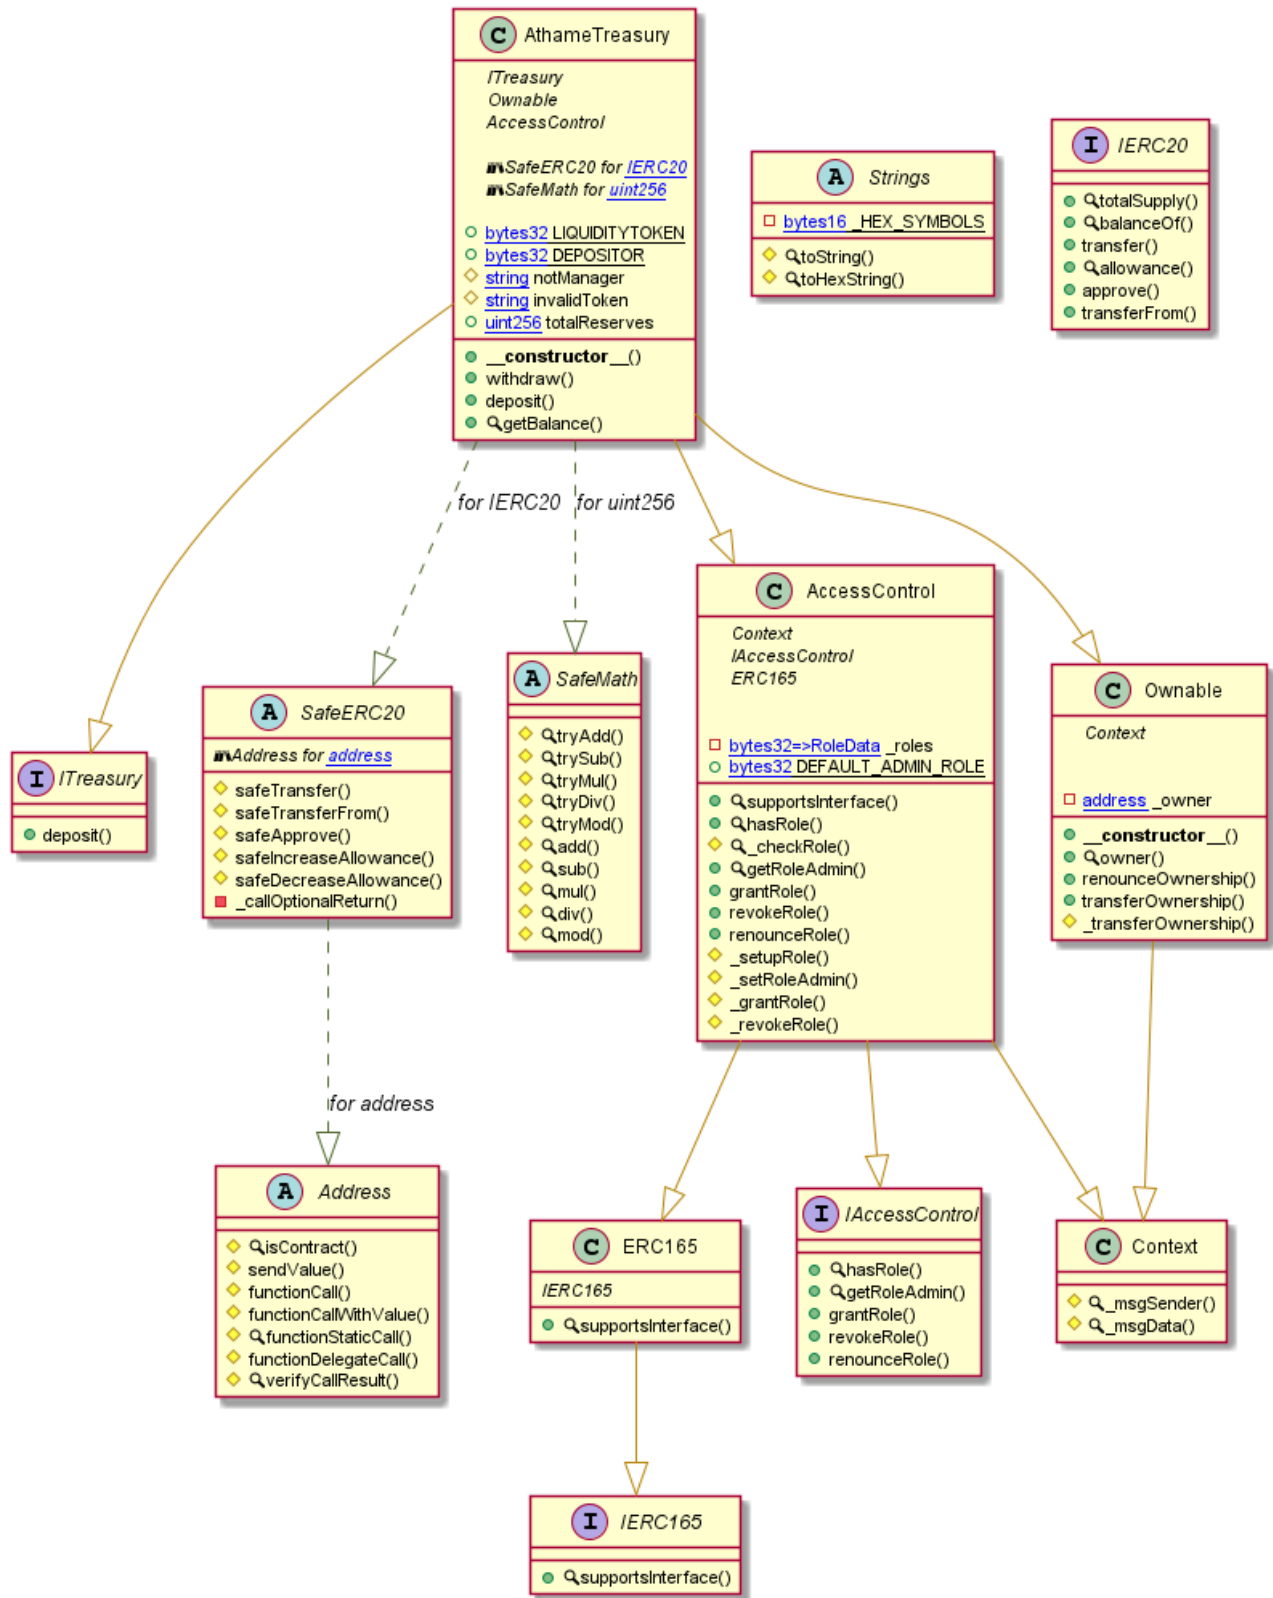 C AthameTreasury
ITreasury
Ownable
AccessControl
SafeERC20 for IERC20
SafeMath for uint256
bytes32 LIQUIDITYTOKEN
bytes32 DEPOSITOR
string notManager
string invalidToken
uint256 totalReserves
__constructor__()
withdraw()
deposit()
getBalance()
A Strings
bytes16 _HEX_SYMBOLS
toString()
toHexString()
I IERC20
totalSupply()
balanceOf()
transfer()
allowance()
approve()
transferFrom()
for IERC20
for uint256
I ITreasury
deposit()
A SafeERC20
Address for address
safeTransfer()
safeTransferFrom()
safeApprove()
safeIncreaseAllowance()
safeDecreaseAllowance()
_callOptionalReturn()
A SafeMath
tryAdd()
trySub()
tryMul()
tryDiv()
tryMod()
add()
sub()
mul()
div()
mod()
C AccessControl
Context
IAccessControl
ERC165
bytes32=>RoleData _roles
bytes32 DEFAULT_ADMIN_ROLE
supportsInterface()
hasRole()
_checkRole()
getRoleAdmin()
grantRole()
revokeRole()
renounceRole()
_setupRole()
_setRoleAdmin()
_grantRole()
_revokeRole()
C Ownable
Context
address _owner
__constructor__()
owner()
renounceOwnership()
transferOwnership()
_transferOwnership()
for address
A Address
isContract()
sendValue()
functionCall()
functionCallWithValue()
functionStaticCall()
functionDelegateCall()
verifyCallResult()
C ERC165
IERC165
supportsInterface()
I IAccessControl
hasRole()
getRoleAdmin()
grantRole()
revokeRole()
renounceRole()
C Context
_msgSender()
_msgData()
I IERC165
supportsInterface()